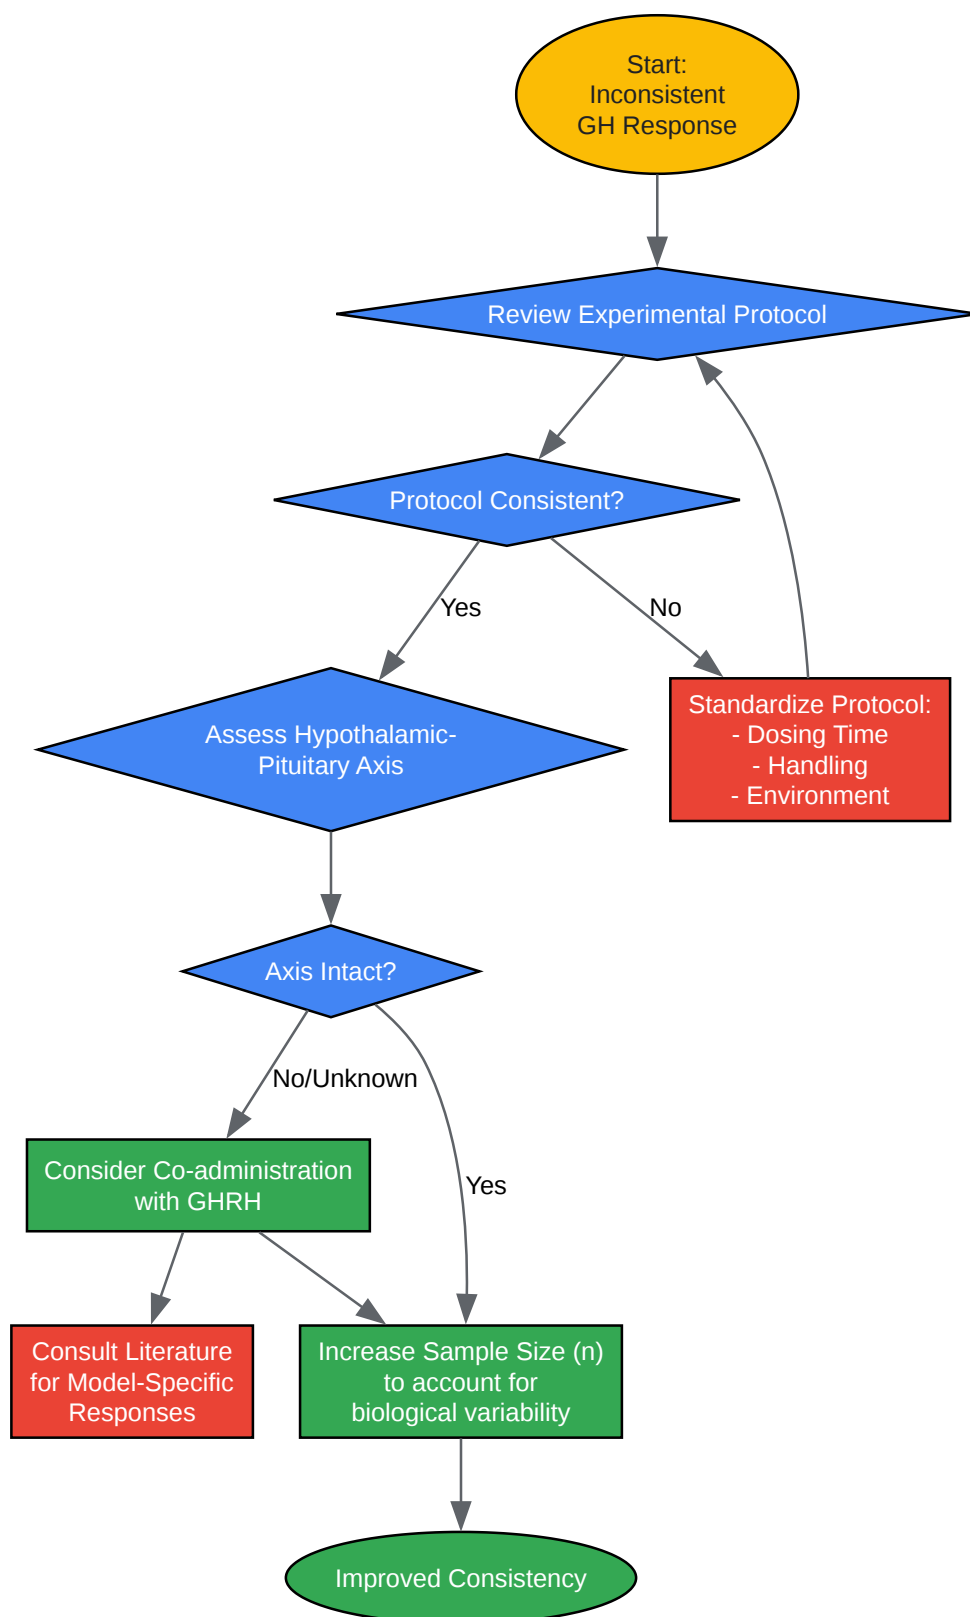 Start:
Inconsistent
GH Response
Review Experimental Protocol
Protocol Consistent?
Yes
No
Assess Hypothalamic-
Pituitary Axis
Standardize Protocol:
- Dosing Time
- Handling
- Environment
Axis Intact?
No/Unknown
Consider Co-administration
with GHRH
Yes
Consult Literature
for Model-Specific
Responses
Increase Sample Size (n)
to account for
biological variability
Improved Consistency